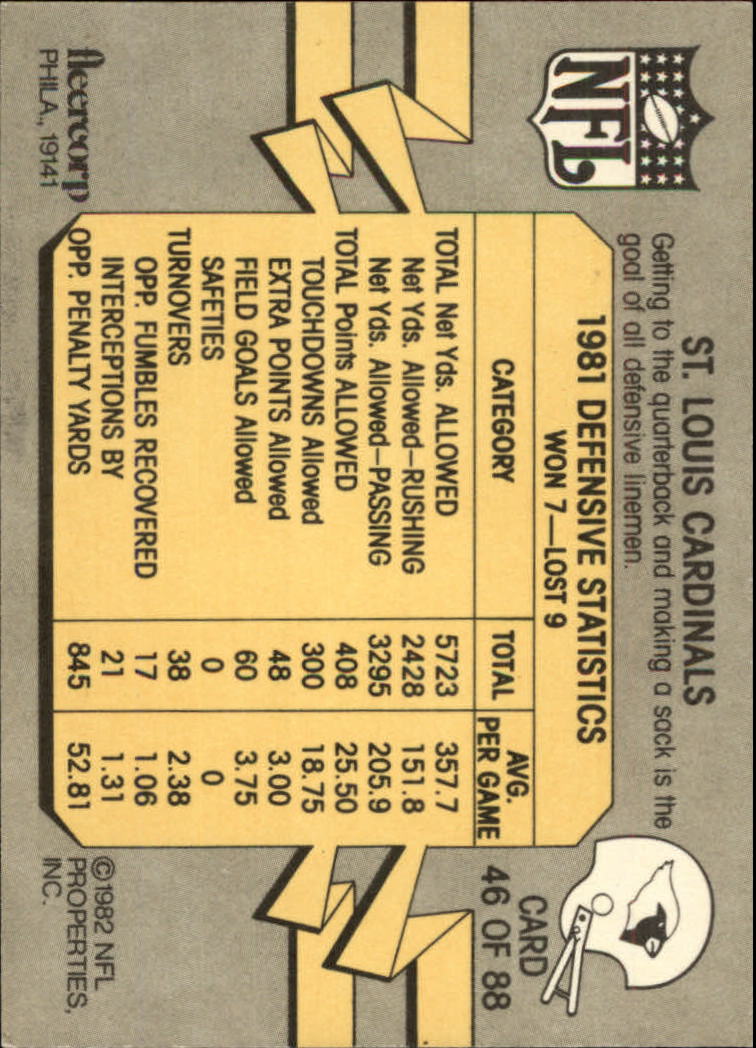 NFL
ST. LOUIS CARDINALS
Getting to the quarterback and making a sack is the
goal of all defensive linemen.
CARD
46 OF 88
1981 DEFENSIVE STATISTICS
WON 7—LOST 9
CATEGORY TOTAL AVG. PER GAME
TOTAL Net Yds. ALLOWED 5723 357.7
Net Yds. Allowed—RUSHING 2428 151.8
Net Yds. Allowed—PASSING 3295 205.9
TOTAL Points ALLOWED 408 25.50
TOUCHDOWNS Allowed 300 18.75
EXTRA POINTS Allowed 48 3.00
FIELD GOALS Allowed 60 3.75
SAFETIES 0 0
TURNOVERS 38 2.38
OPP. FUMBLES RECOVERED 17 1.06
INTERCEPTIONS BY 21 1.31
OPP. PENALTY YARDS 845 52.81
fleercorp
PHILA., 19141
©1982 NFL
PROPERTIES,
INC.